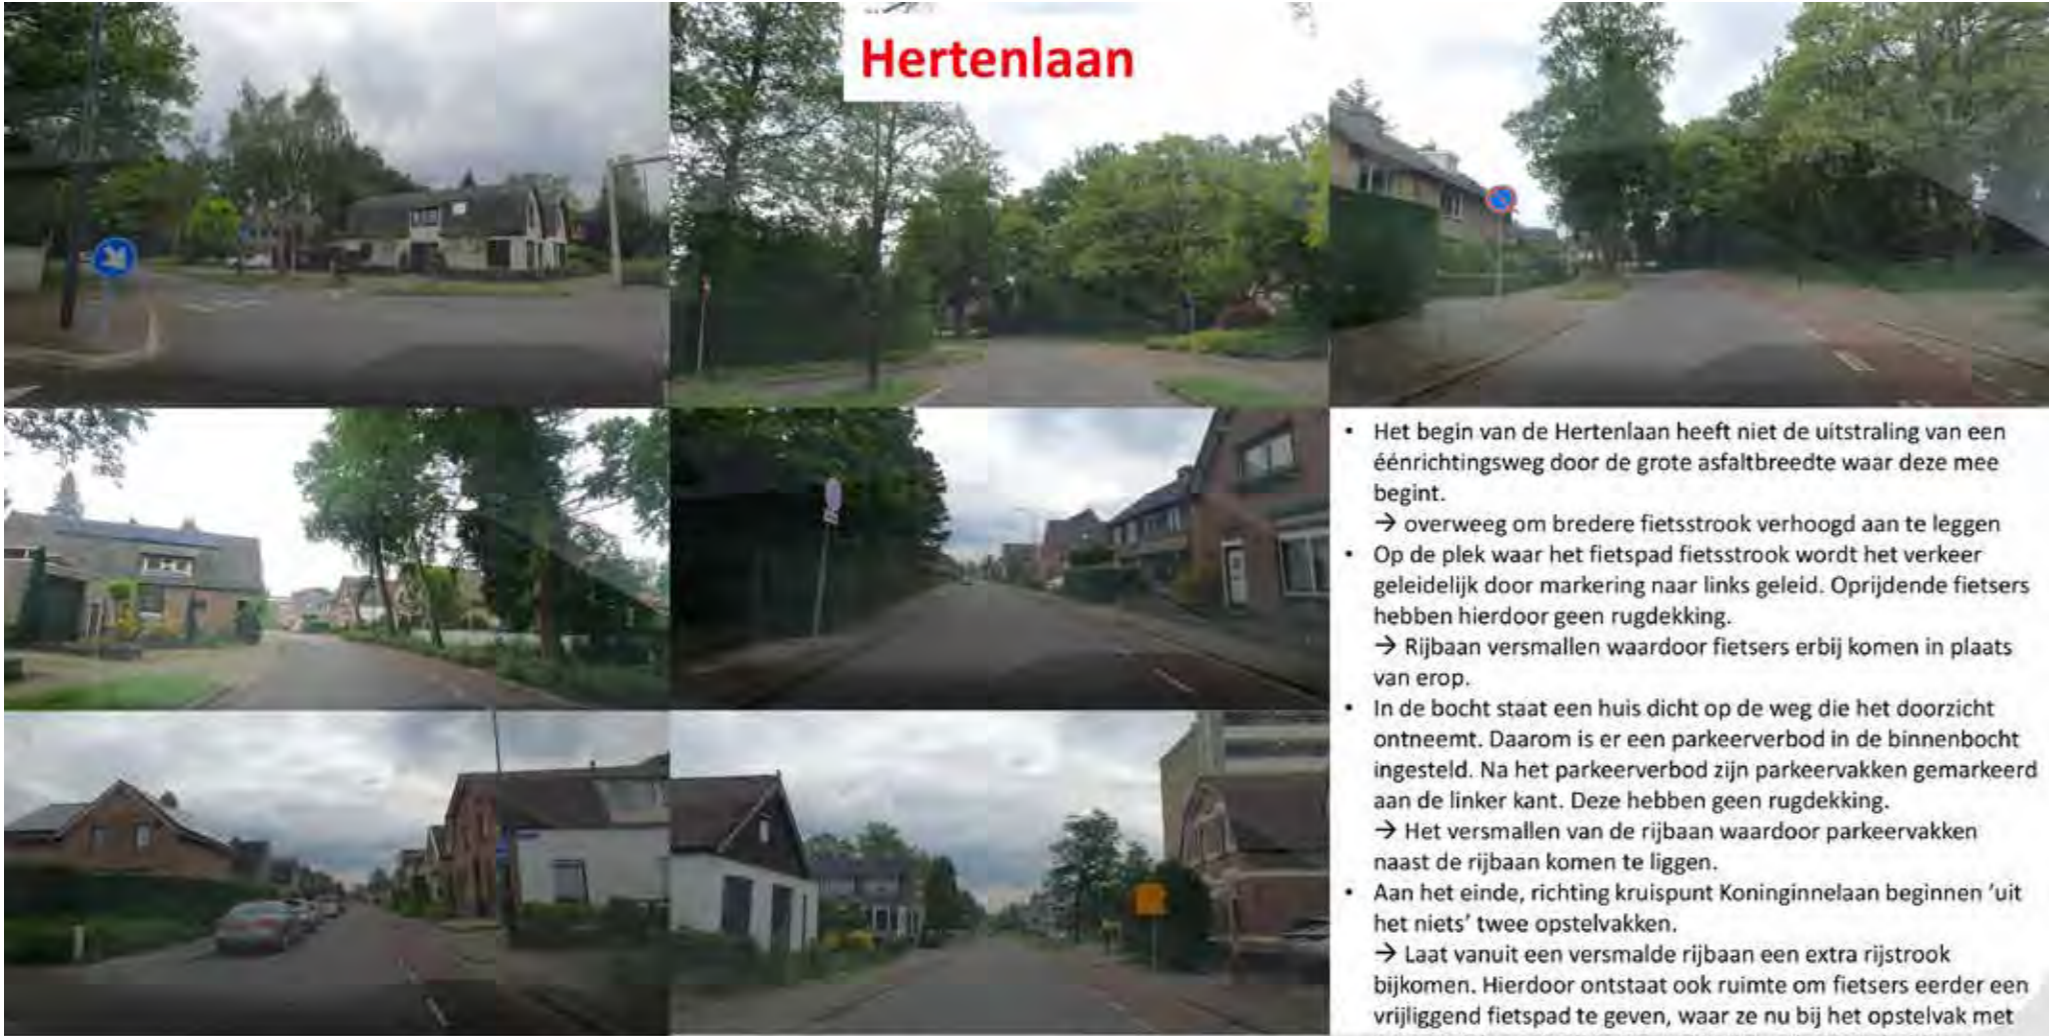 Hertenlaan
• Het begin van de Hertenlaan heeft niet de uitstraling van een
éénrichtingsweg door de grote asfaltbreedte waar deze mee
begint.
→ overweeg om bredere fietsstrook verhoogd aan te leggen
• Op de plek waar het fietspad fietsstrook wordt het verkeer
geleidelijk door markering naar links geleid. Oprijdende fietsers
hebben hierdoor geen rugdekking.
→ Rijbaan versmallen waardoor fietsers erbij komen in plaats
van erop.
• In de bocht staat een huis dicht op de weg die het doorzicht
ontneemt. Daarom is er een parkeerverbod in de binnenbocht
ingesteld. Na het parkeerverbod zijn parkeervakken gemarkeerd
aan de linker kant. Deze hebben geen rugdekking.
→ Het versmallen van de rijbaan waardoor parkeervakken
naast de rijbaan komen te liggen.
• Aan het einde, richting kruispunt Koninginnelaan beginnen ‘uit
het niets’ twee opstelvakken.
→ Laat vanuit een versmalde rijbaan een extra rijstrook
bijkomen. Hierdoor ontstaat ook ruimte om fietsers eerder een
vrijliggend fietspad te geven, waar ze nu bij het opstelvak met